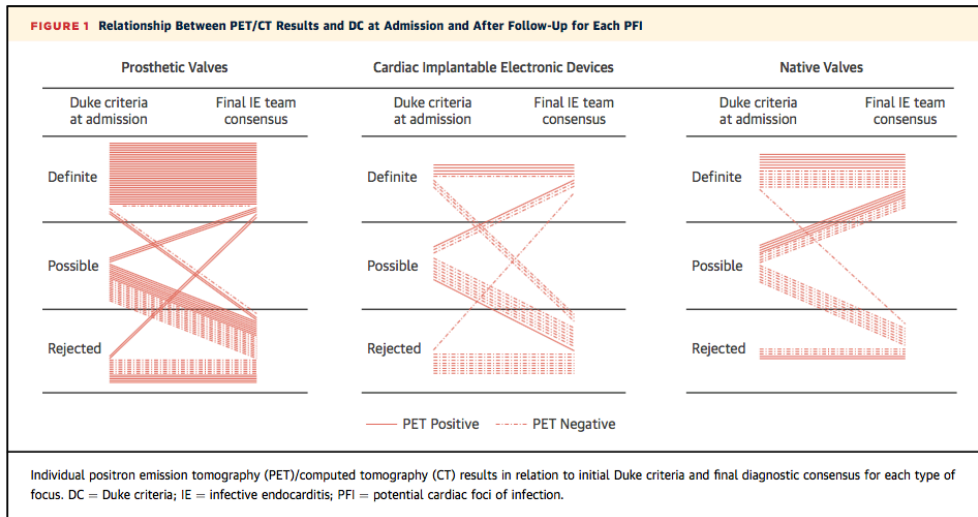 FIGURE 1 Relationship Between PET/CT Results and DC at Admission and After Follow-Up for Each PFI
Prosthetic Valves
Cardiac Implantable Electronic Devices
Native Valves
Duke criteria
at admission
Final IE team
consensus
Duke criteria
at admission
Final IE team
consensus
Duke criteria
at admission
Final IE team
consensus
Definite
Definite
Definite
Possible
Possible
Possible
Rejected
Rejected
Rejected
PET Positive
PET Negative
Individual positron emission tomography (PET)/computed tomography (CT) results in relation to initial Duke criteria and final diagnostic consensus for each type of
focus. DC = Duke criteria; IE = infective endocarditis; PFI = potential cardiac foci of infection.